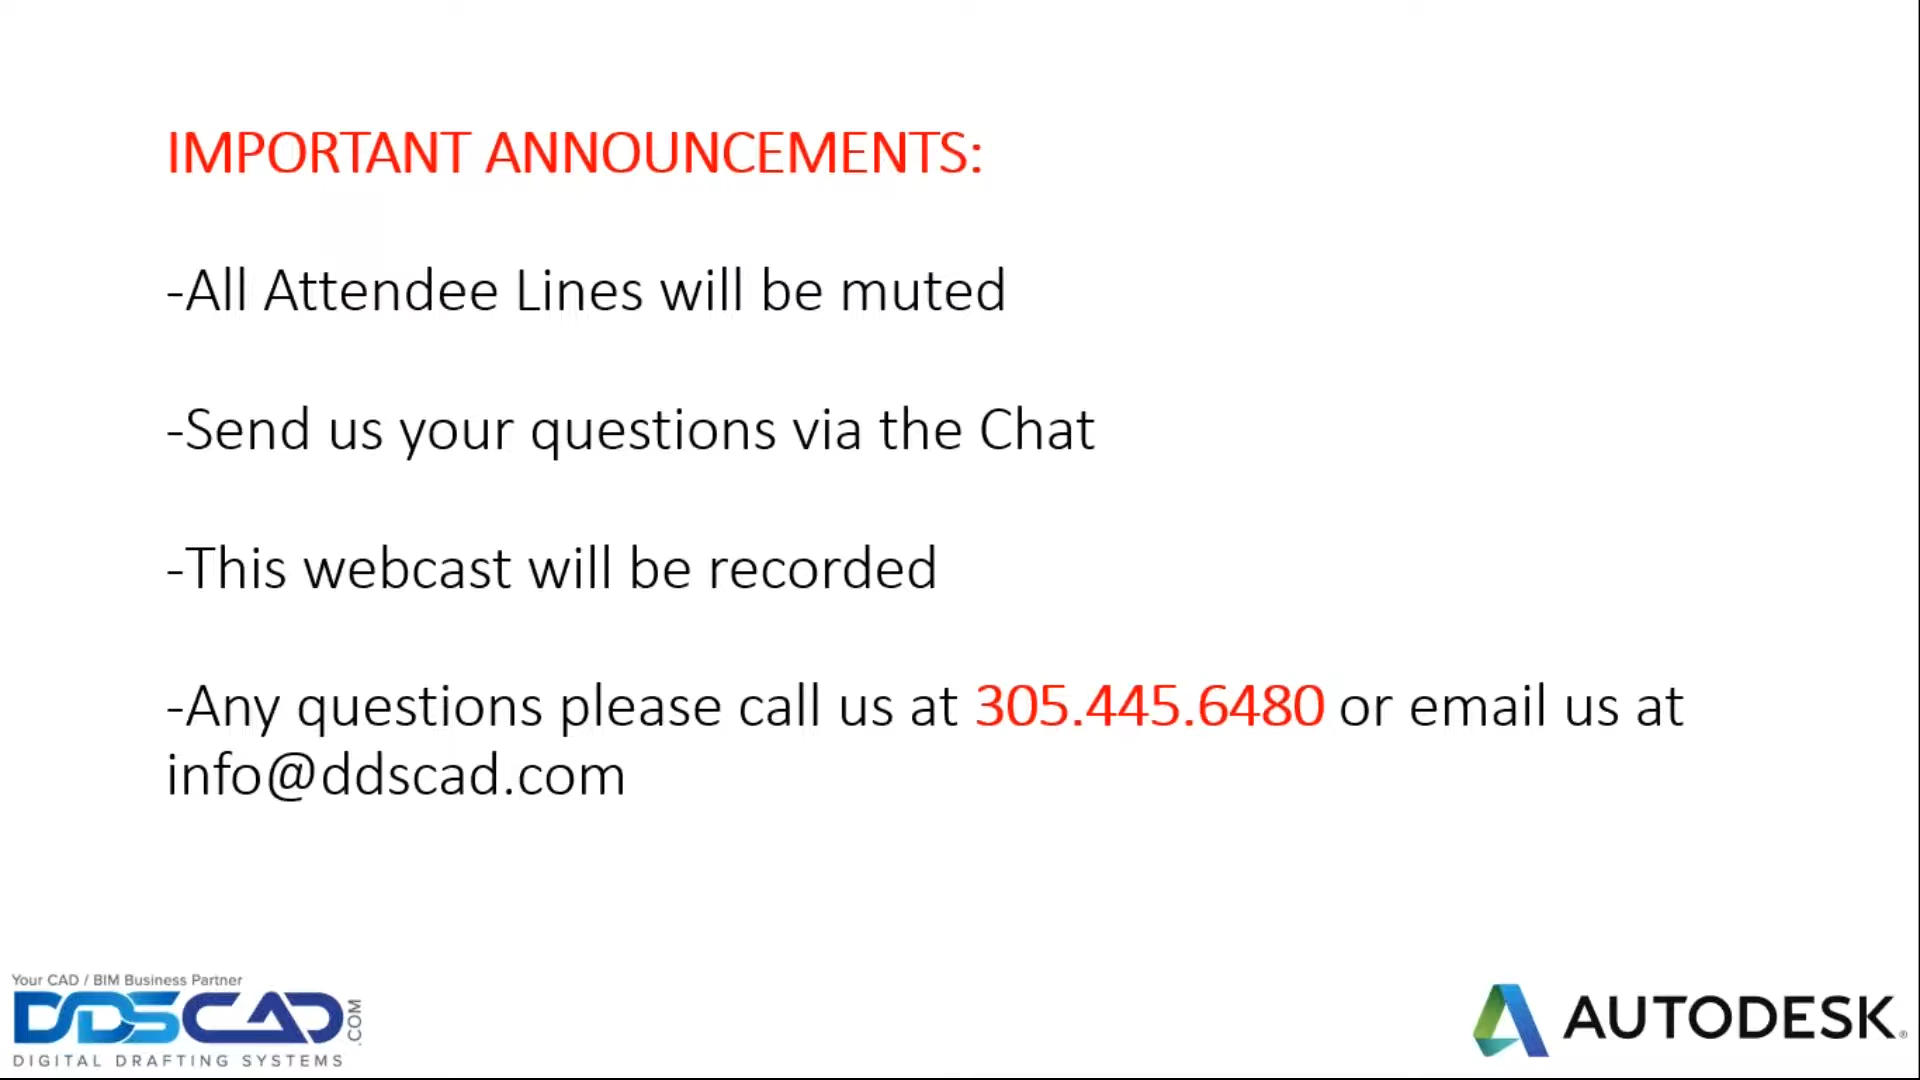 IMPORTANT ANNOUNCEMENTS:
-All Attendee Lines will be muted
-Send us your questions via the Chat
-This webcast will be recorded
-Any questions please call us at 305.445.6480 or email us at
info@ddscad.com
Your CAD / BIM Business Partner
DDSCAD.COM
DIGITAL DRAFTING SYSTEMS
AUTODESK®